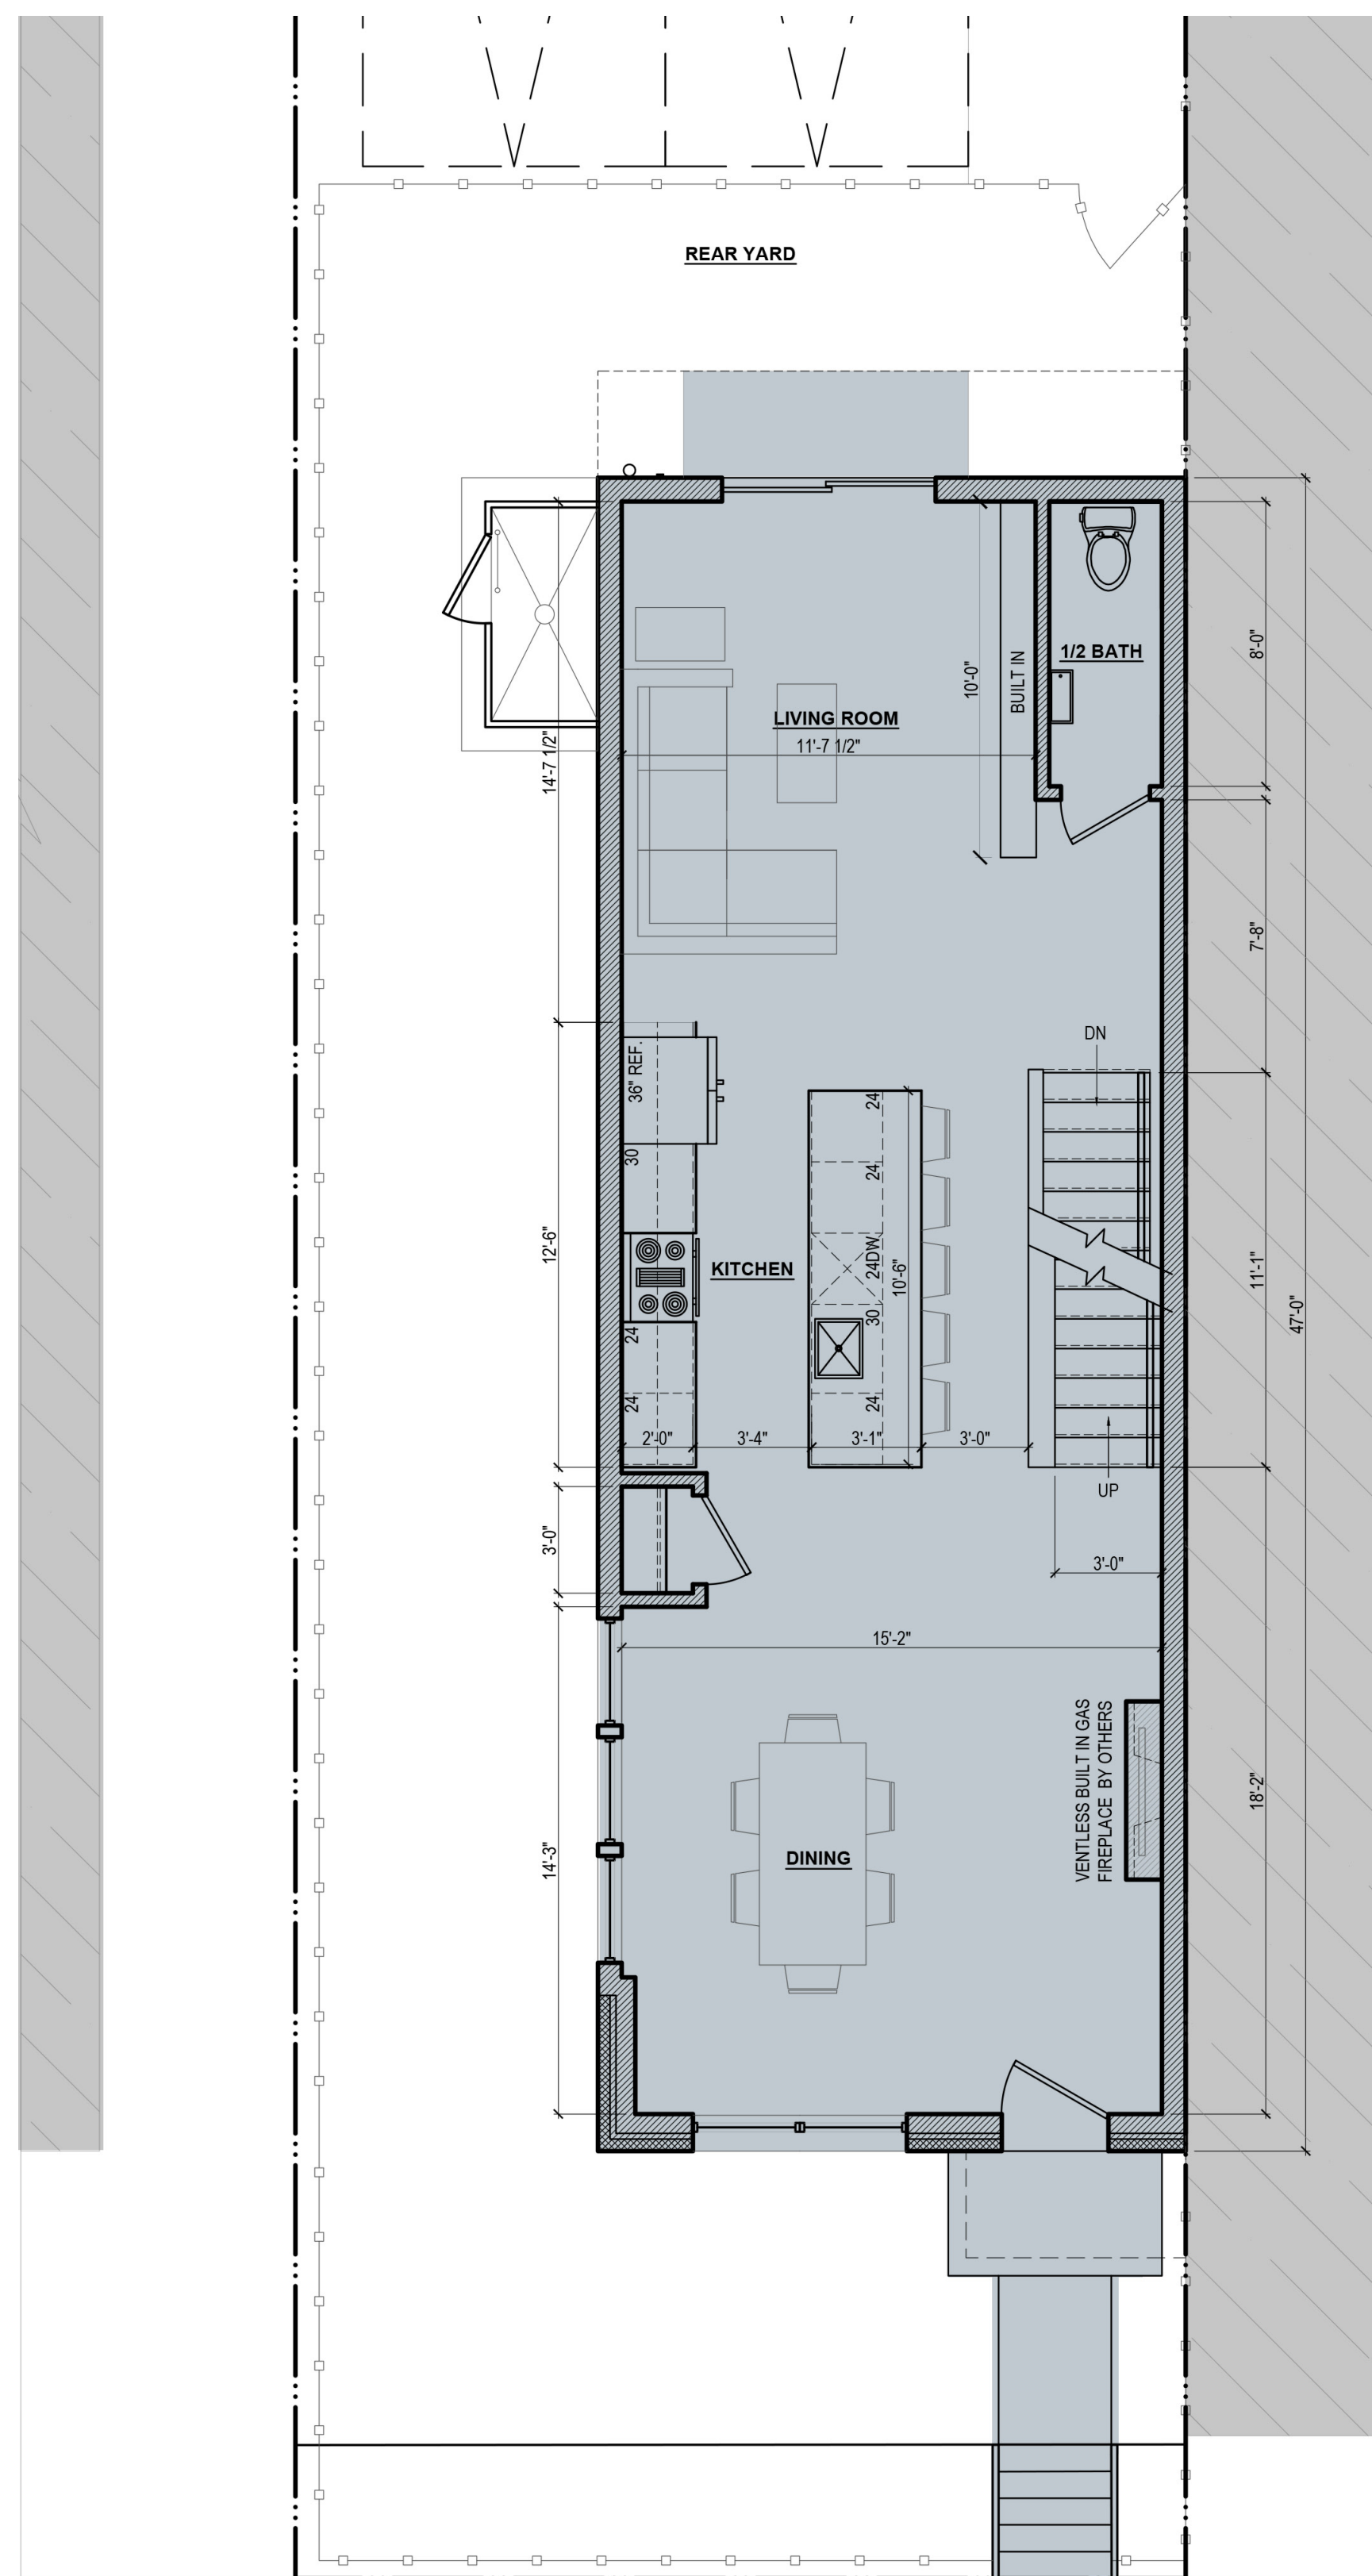 REAR YARD
8'-0"
1/2 BATH
BUILT IN
10'-0"
LIVING ROOM
11'-7 1/2"
14'-7 1/2"
7'-8"
DN
36" REF.
30
24
24
24DW
30
24
10'-6"
KITCHEN
12'-6"
11'-1"
47'-0"
24
24
2'-0"
3'-4"
3'-1"
3'-0"
UP
3'-0"
3'-0"
15'-2"
VENTLESS BUILT IN GAS
FIREPLACE BY OTHERS
18'-2"
DINING
14'-3"